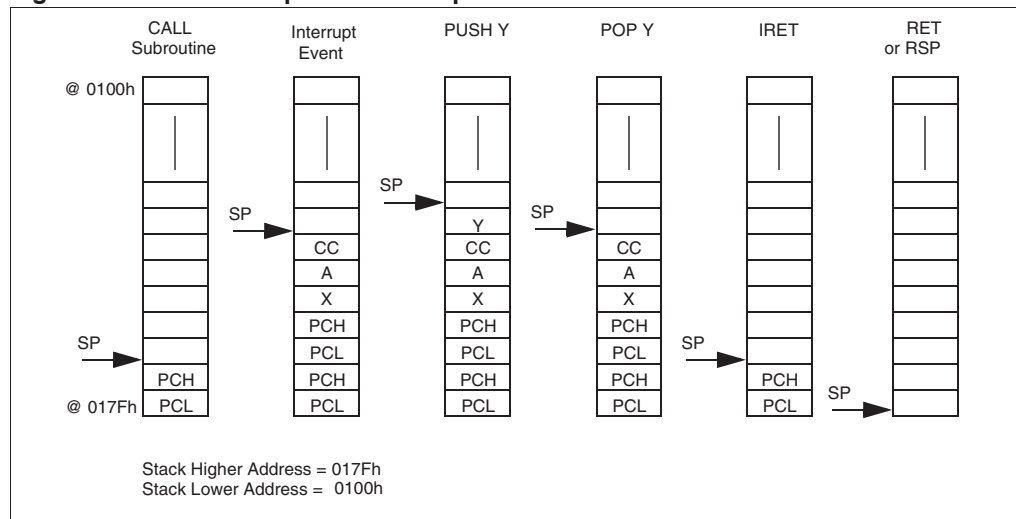 CALL
Subroutine
Interrupt
Event
PUSH Y
POP Y
IRET
RET
or RSP
@ 0100h
SP
SP
SP
Y
CC
CC
CC
A
A
A
X
X
X
PCH
PCH
PCH
SP
SP
PCL
PCL
PCL
PCH
PCH
PCH
PCH
PCH
SP
@ 017Fh
PCL
PCL
PCL
PCL
PCL
Stack Higher Address = 017Fh
Stack Lower Address = 0100h